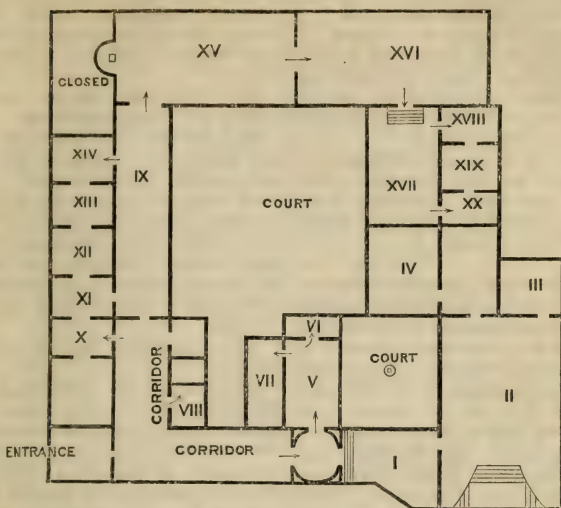 XV
XVI
CLOSED
XVIII
XIV
IX
XIX
XVII
XIII
COURT
XX
XII
IV
III
XI
VI
X
CORRIDOR
COURT
VII
V
II
VIII
ENTRANCE
CORRIDOR
I